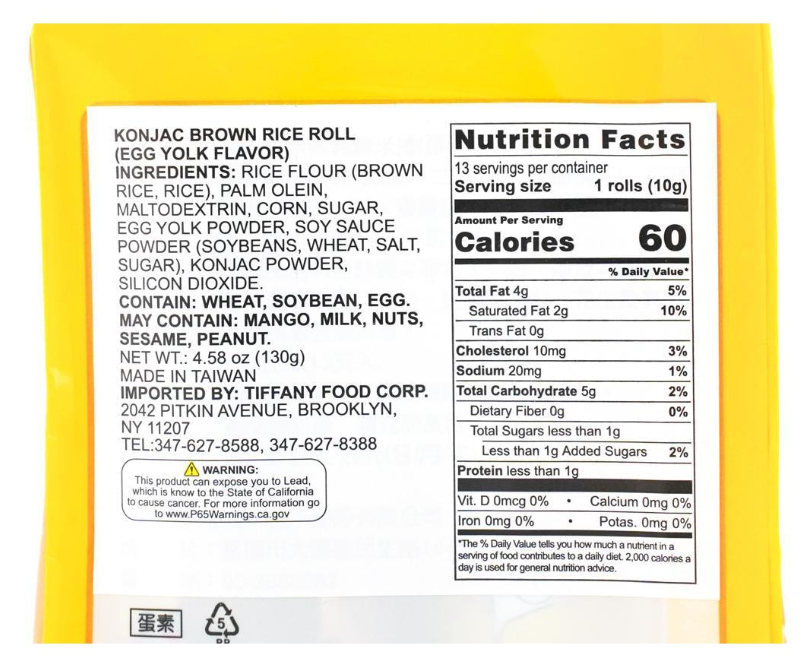 KONJAC BROWN RICE ROLL
(EGG YOLK FLAVOR)
INGREDIENTS: RICE FLOUR (BROWN
RICE, RICE), PALM OLEIN,
MALTODEXTRIN, CORN, SUGAR,
EGG YOLK POWDER, SOY SAUCE
POWDER (SOYBEANS, WHEAT, SALT,
SUGAR), KONJAC POWDER,
SILICON DIOXIDE.
CONTAIN: WHEAT, SOYBEAN, EGG.
MAY CONTAIN: MANGO, MILK, NUTS,
SESAME, PEANUT.
NET WT.: 4.58 oz (130g)
MADE IN TAIWAN
IMPORTED BY: TIFFANY FOOD CORP.
2042 PITKIN AVENUE, BROOKLYN,
NY 11207
TEL:347-627-8588, 347-627-8388
WARNING:
This product can expose you to Lead,
which is know to the State of California
to cause cancer. For more information go
to www.P65Warnings.ca.gov
Nutrition Facts
13 servings per container
Serving size 1 rolls (10g)
Amount Per Serving
Calories 60
% Daily Value*
Total Fat 4g 5%
Saturated Fat 2g 10%
Trans Fat 0g
Cholesterol 10mg 3%
Sodium 20mg 1%
Total Carbohydrate 5g 2%
Dietary Fiber 0g 0%
Total Sugars less than 1g
Less than 1g Added Sugars 2%
Protein less than 1g
Vit. D 0mcg 0% • Calcium 0mg 0%
Iron 0mg 0% • Potas. 0mg 0%
*The % Daily Value tells you how much a nutrient in a
serving of food contributes to a daily diet. 2,000 calories a
day is used for general nutrition advice.
蛋素
5
PP